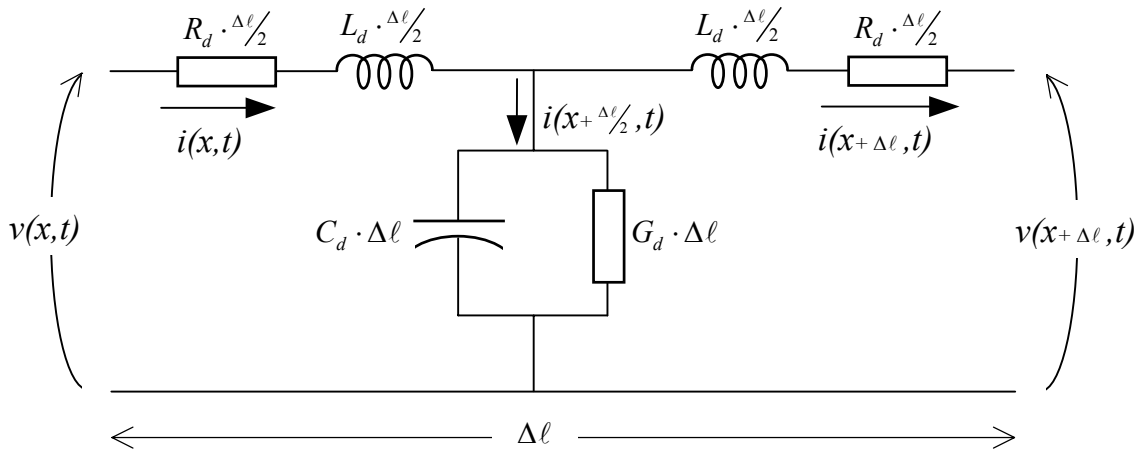 R_d · Δℓ/2
L_d · Δℓ/2
L_d · Δℓ/2
R_d · Δℓ/2
i(x,t)
i(x+ Δℓ/2 ,t)
i(x+ Δℓ ,t)
v(x,t)
C_d · Δℓ
G_d · Δℓ
v(x+ Δℓ ,t)
Δℓ